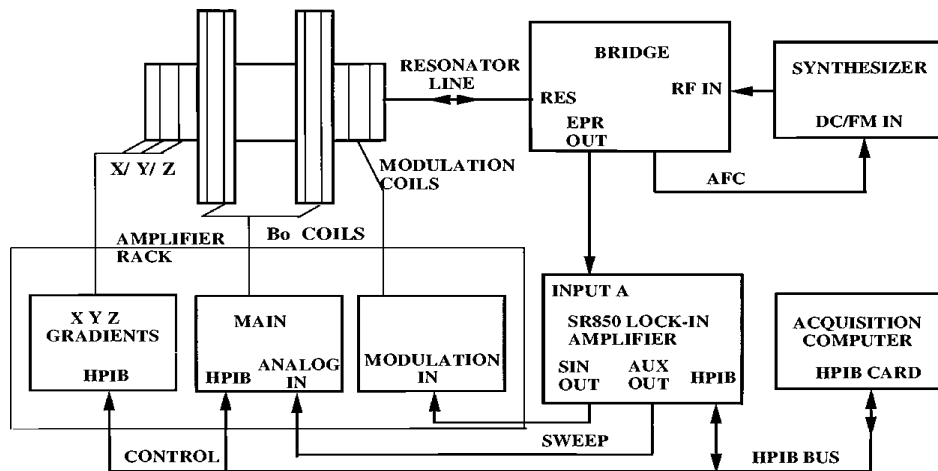 BRIDGE
RESONATOR
LINE
RES
RF IN
EPR
OUT
SYNTHESIZER
DC/FM IN
X/ Y/ Z
MODULATION
COILS
AFC
Bo COILS
AMPLIFIER
RACK
X Y Z
GRADIENTS
HPIB
MAIN
HPIB
ANALOG
IN
MODULATION
IN
INPUT A
SR850 LOCK-IN
AMPLIFIER
SIN
OUT
AUX
OUT
HPIB
ACQUISITION
COMPUTER
HPIB CARD
CONTROL
SWEEP
HPIB BUS